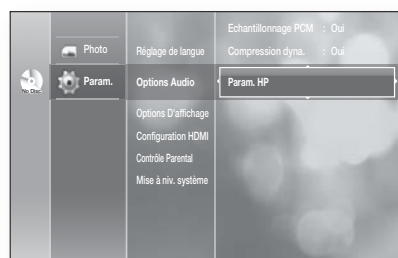 Echantillonnage PCM : Oui
Photo
Réglage de langue
Compression dyna. : Oui
No Disc
Param.
Options Audio
Param. HP
Options D'affichage
Configuration HDMI
Contrôle Parental
Mise à niv. système